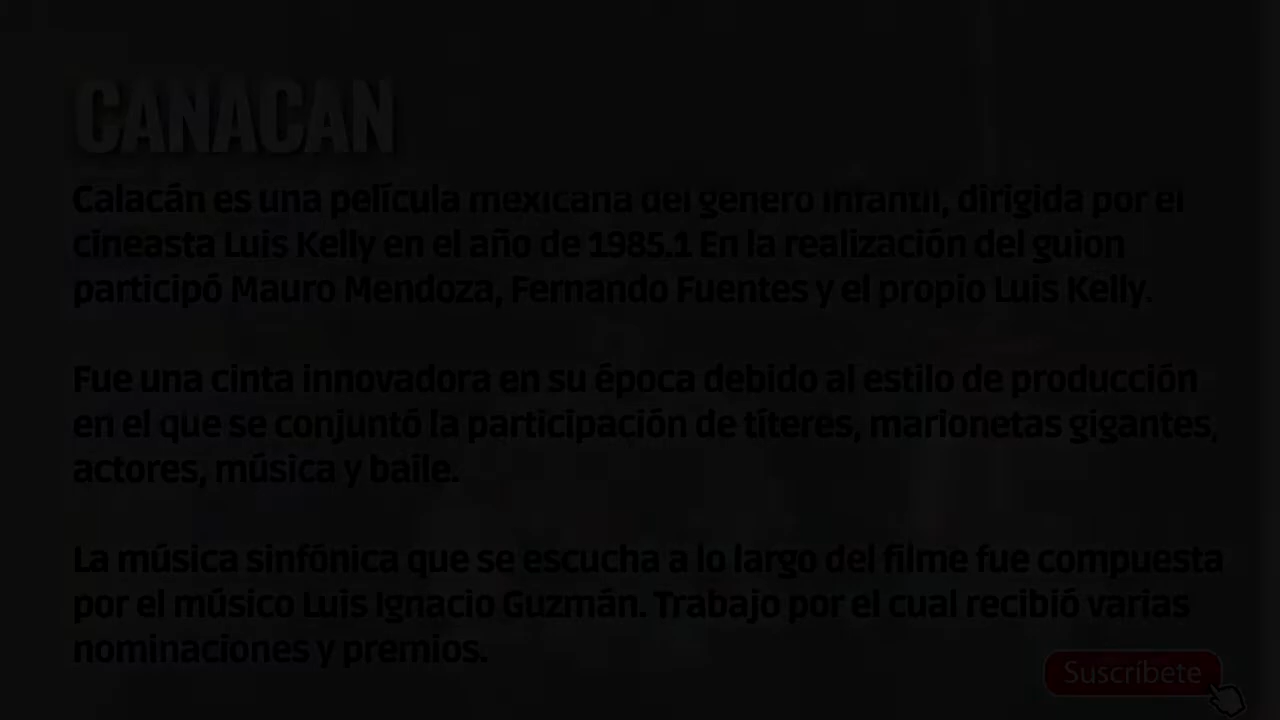 CANACAN
Calacán es una película mexicana del género infantil, dirigida por el
cineasta Luis Kelly en el año de 1985.1 En la realización del guion
participó Mauro Mendoza, Fernando Fuentes y el propio Luis Kelly.
Fue una cinta innovadora en su época debido al estilo de producción
en el que se conjuntó la participación de títeres, marionetas gigantes,
actores, música y baile.
La música sinfónica que se escucha a lo largo del filme fue compuesta
por el músico Luis Ignacio Guzmán. Trabajo por el cual recibió varias
nominaciones y premios.
Suscríbete